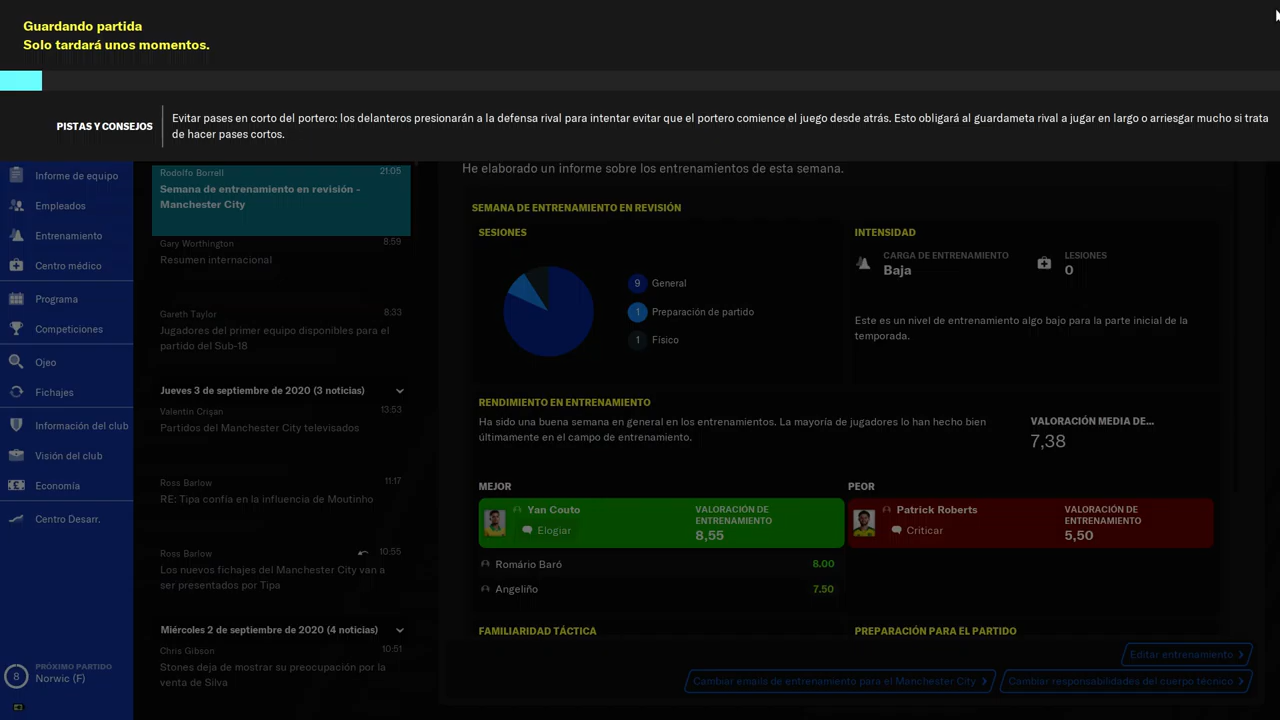 Guardando partida
Solo tardará unos momentos.
PISTAS Y CONSEJOS
Evitar pases en corto del portero: los delanteros presionarán a la defensa rival para intentar evitar que el portero comience el juego desde atrás. Esto obligará al guardameta rival a jugar en largo o arriesgar mucho si trata
de hacer pases cortos.
Informe de equipo
Empleados
Entrenamiento
Centro médico
Programa
Competiciones
Ojeo
Fichajes
Información del club
Visión del club
Economía
Centro Desarr.
8
PRÓXIMO PARTIDO
Norwic (F)
Rodolfo Borrell 21:05
Semana de entrenamiento en revisión -
Manchester City
Gary Worthington 8:59
Resumen internacional
Gareth Taylor 8:33
Jugadores del primer equipo disponibles para el
partido del Sub-18
Jueves 3 de septiembre de 2020 (3 noticias)
Valentin Crișan 13:53
Partidos del Manchester City televisados
Ross Barlow 11:17
RE: Tipa confía en la influencia de Moutinho
Ross Barlow 10:55
Los nuevos fichajes del Manchester City van a
ser presentados por Tipa
Miércoles 2 de septiembre de 2020 (4 noticias)
Chris Gibson 10:51
Stones deja de mostrar su preocupación por la
venta de Silva
He elaborado un informe sobre los entrenamientos de esta semana.
SEMANA DE ENTRENAMIENTO EN REVISIÓN
SESIONES
9 General
1 Preparación de partido
1 Físico
INTENSIDAD
CARGA DE ENTRENAMIENTO
Baja
LESIONES
0
Este es un nivel de entrenamiento algo bajo para la parte inicial de la
temporada.
RENDIMIENTO EN ENTRENAMIENTO
Ha sido una buena semana en general en los entrenamientos. La mayoría de jugadores lo han hecho bien
últimamente en el campo de entrenamiento.
VALORACIÓN MEDIA DE...
7,38
MEJOR
Yan Couto
Elogiar
VALORACIÓN DE
ENTRENAMIENTO
8,55
Romário Baró 8.00
Angeliño 7.50
PEOR
Patrick Roberts
Criticar
VALORACIÓN DE
ENTRENAMIENTO
5,50
FAMILIARIDAD TÁCTICA
PREPARACIÓN PARA EL PARTIDO
Editar entrenamiento
Cambiar emails de entrenamiento para el Manchester City
Cambiar responsabilidades del cuerpo técnico